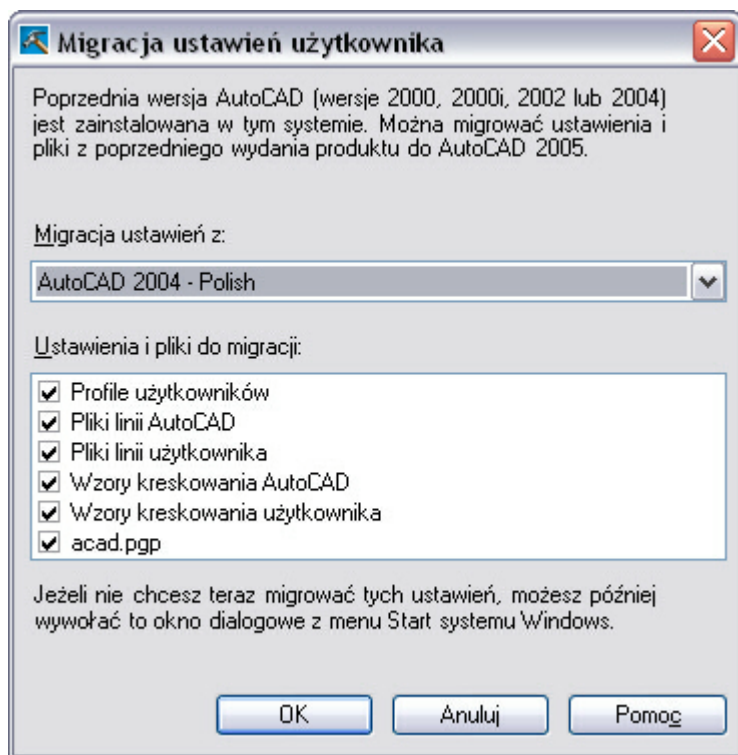 Migracja ustawień użytkownika
Poprzednia wersja AutoCAD (wersje 2000, 2000i, 2002 lub 2004)
jest zainstalowana w tym systemie. Można migrować ustawienia i
pliki z poprzedniego wydania produktu do AutoCAD 2005.
Migracja ustawień z:
AutoCAD 2004 - Polish
Ustawienia i pliki do migracji:
Profile użytkowników
Pliki linii AutoCAD
Pliki linii użytkownika
Wzory kreskowania AutoCAD
Wzory kreskowania użytkownika
acad.pgp
Jeżeli nie chcesz teraz migrować tych ustawień, możesz później
wywołać to okno dialogowe z menu Start systemu Windows.
OK
Anuluj
Pomoc